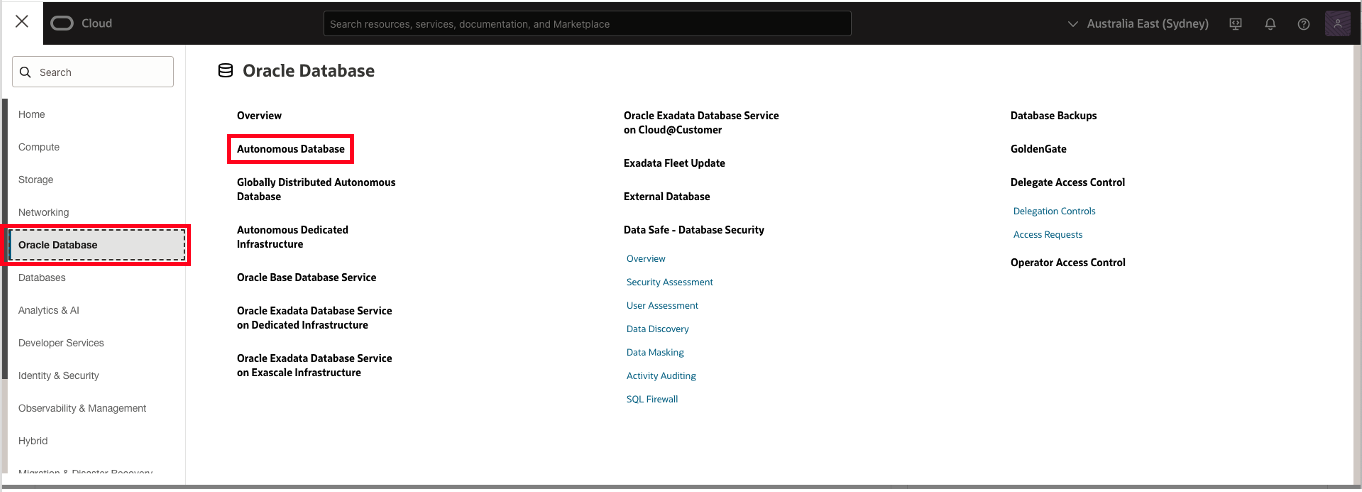 Cloud
Search resources, services, documentation, and Marketplace
Australia East (Sydney)
Search
Home
Compute
Storage
Networking
Oracle Database
Databases
Analytics & AI
Developer Services
Identity & Security
Observability & Management
Hybrid
Migration & Disaster Recovery
Oracle Database
Overview
Autonomous Database
Globally Distributed Autonomous
Database
Autonomous Dedicated
Infrastructure
Oracle Base Database Service
Oracle Exadata Database Service
on Dedicated Infrastructure
Oracle Exadata Database Service
on Exascale Infrastructure
Oracle Exadata Database Service
on Cloud@Customer
Exadata Fleet Update
External Database
Data Safe - Database Security
Overview
Security Assessment
User Assessment
Data Discovery
Data Masking
Activity Auditing
SQL Firewall
Database Backups
GoldenGate
Delegate Access Control
Delegation Controls
Access Requests
Operator Access Control